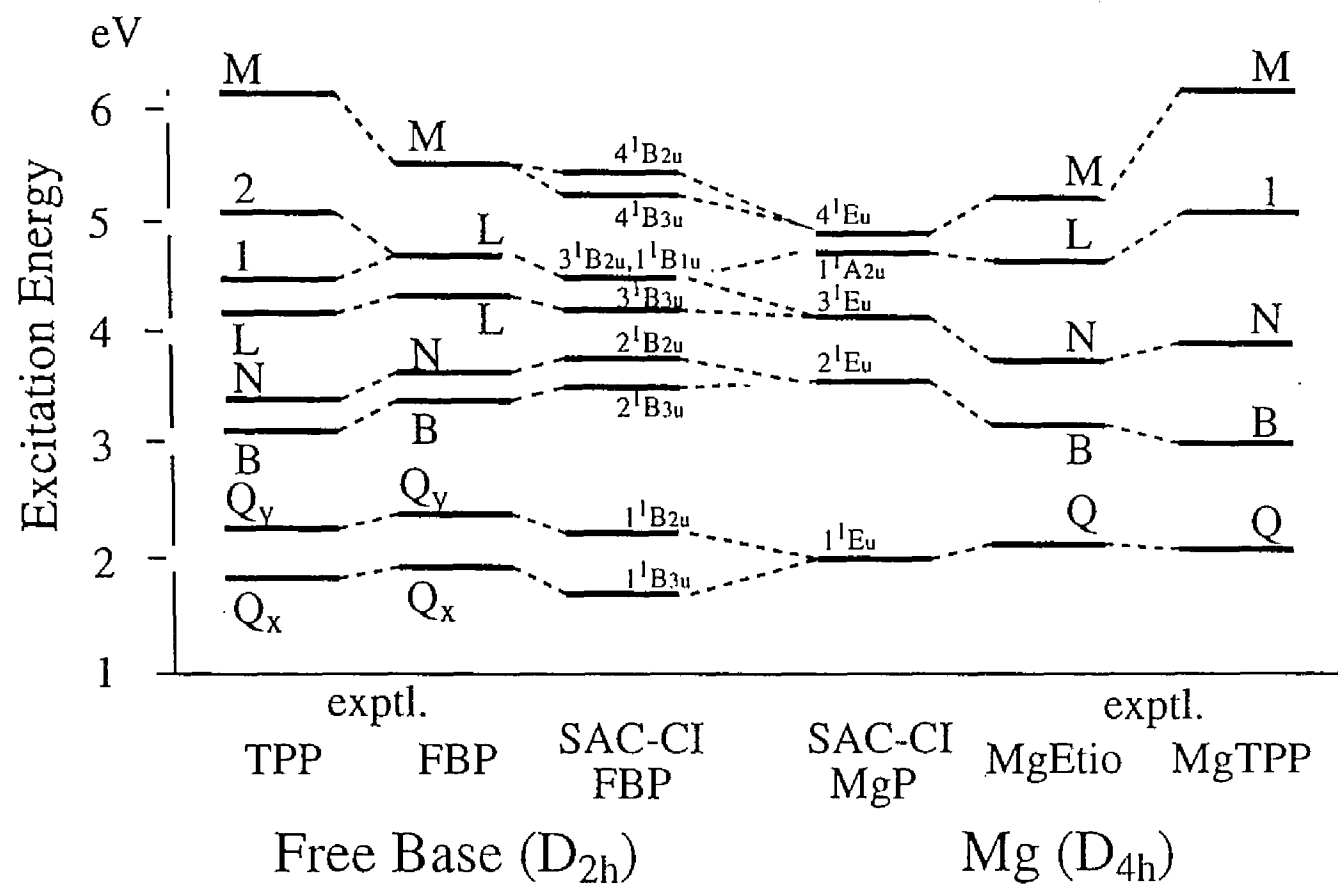 eV
Excitation Energy
6
5
4
3
2
1
M
2
1
L
N
B
Qy
Qx
M
L
L
N
B
Qy
Qx
4¹B2u
4¹B3u
3¹B2u,1¹B1u
3¹B3u
2¹B2u
2¹B3u
1¹B2u
1¹B3u
4¹Eu
1¹A2u
3¹Eu
2¹Eu
1¹Eu
M
L
N
B
Q
M
1
N
B
Q
exptl.
exptl.
TPP
FBP
SAC-CI
FBP
SAC-CI
MgP
MgEtio
MgTPP
Free Base (D2h)
Mg (D4h)